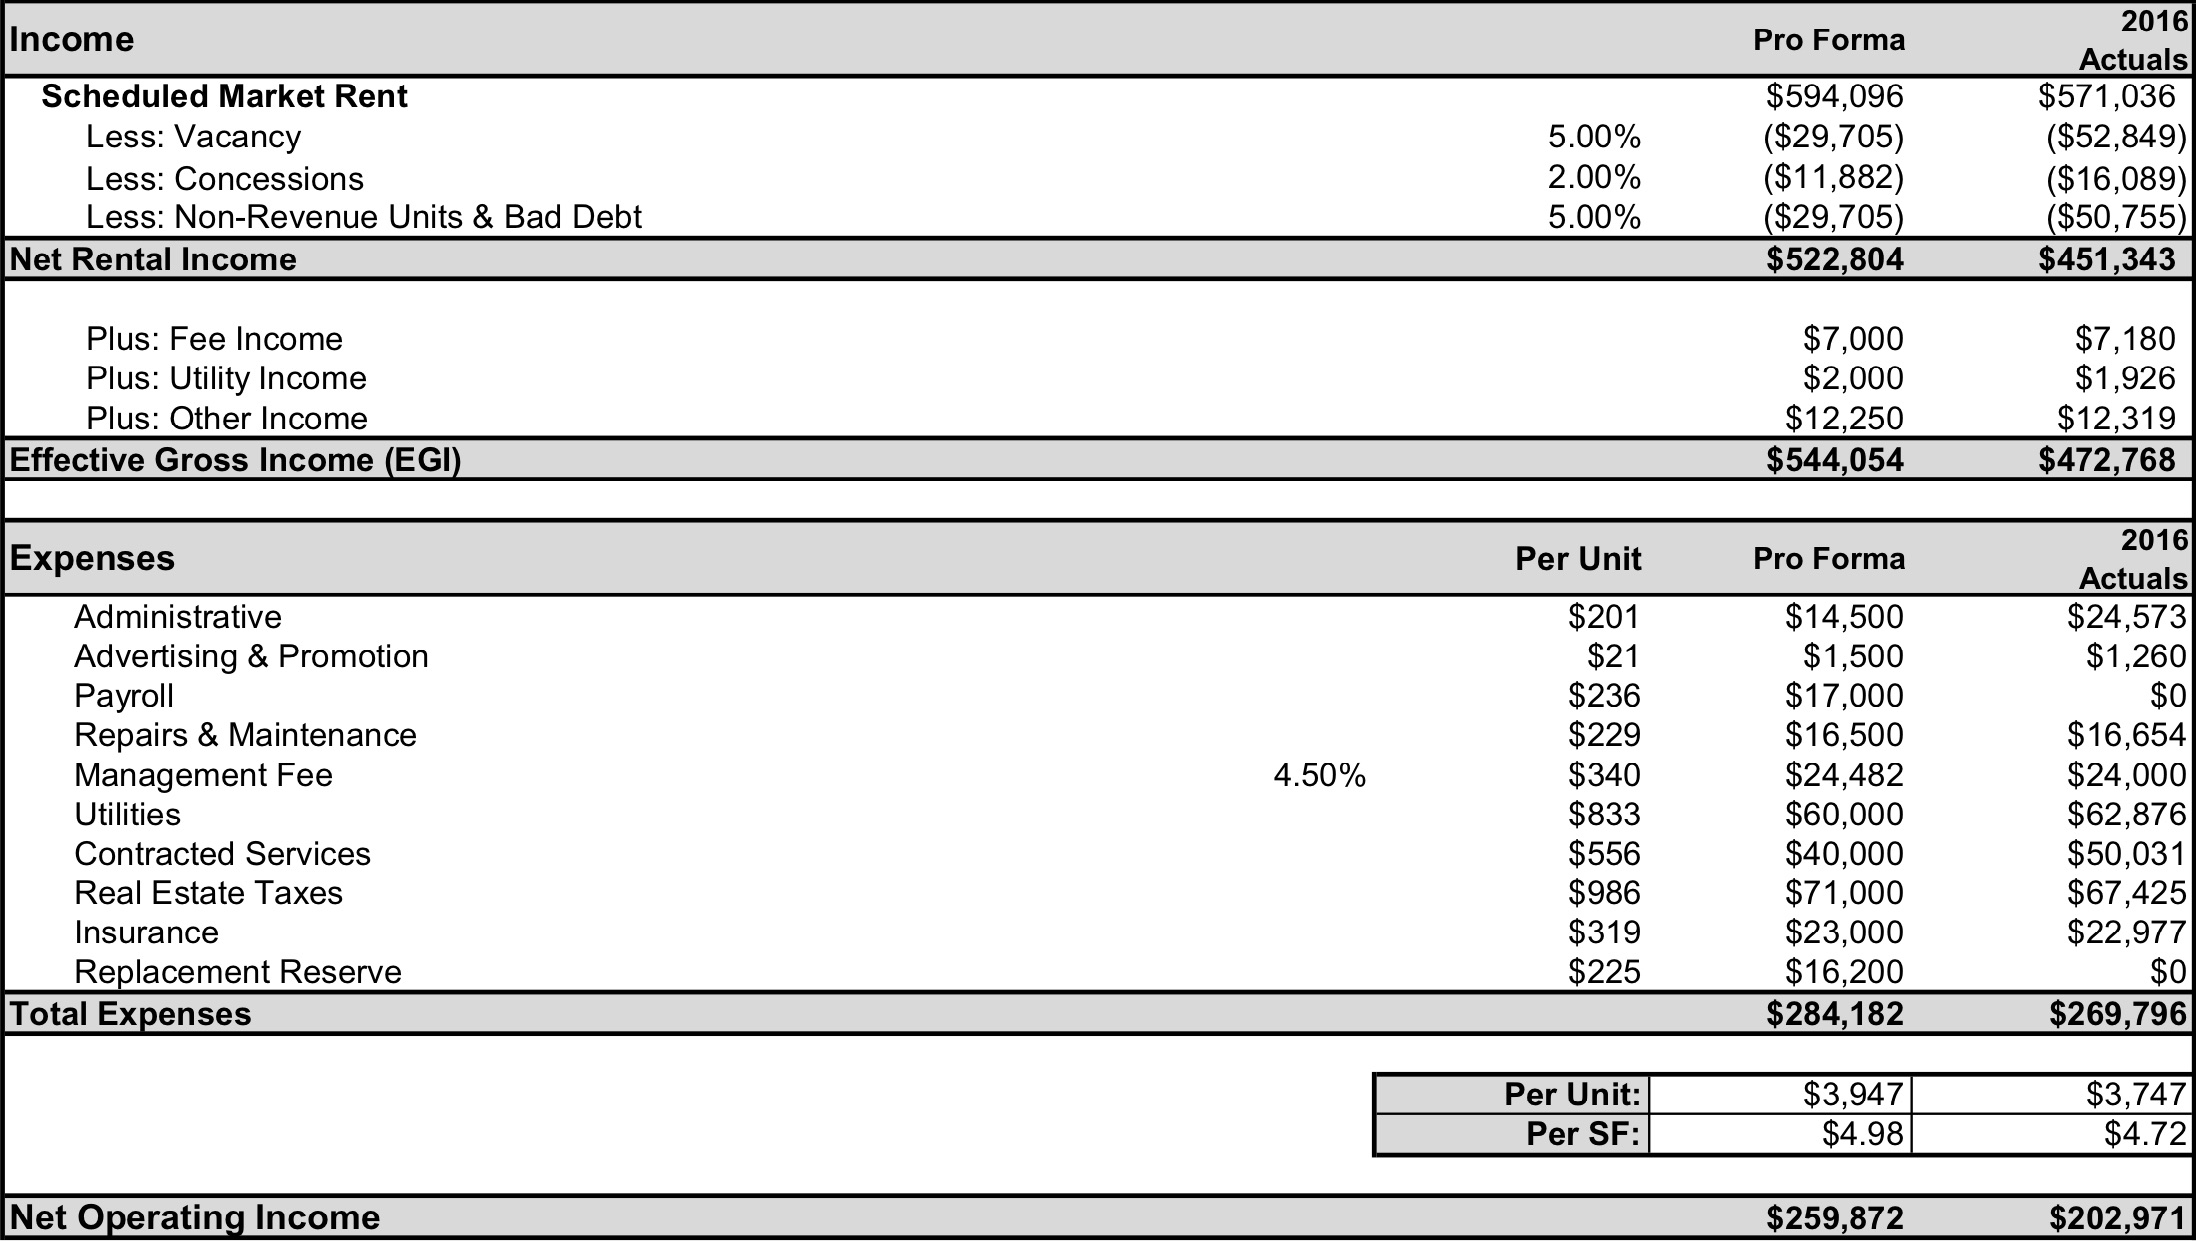 Income Pro Forma 2016 Actuals
Scheduled Market Rent $594,096 $571,036
Less: Vacancy 5.00% ($29,705) ($52,849)
Less: Concessions 2.00% ($11,882) ($16,089)
Less: Non-Revenue Units & Bad Debt 5.00% ($29,705) ($50,755)
Net Rental Income $522,804 $451,343
Plus: Fee Income $7,000 $7,180
Plus: Utility Income $2,000 $1,926
Plus: Other Income $12,250 $12,319
Effective Gross Income (EGI) $544,054 $472,768
Expenses Per Unit Pro Forma 2016 Actuals
Administrative $201 $14,500 $24,573
Advertising & Promotion $21 $1,500 $1,260
Payroll $236 $17,000 $0
Repairs & Maintenance $229 $16,500 $16,654
Management Fee 4.50% $340 $24,482 $24,000
Utilities $833 $60,000 $62,876
Contracted Services $556 $40,000 $50,031
Real Estate Taxes $986 $71,000 $67,425
Insurance $319 $23,000 $22,977
Replacement Reserve $225 $16,200 $0
Total Expenses $284,182 $269,796
Per Unit: $3,947 $3,747
Per SF: $4.98 $4.72
Net Operating Income $259,872 $202,971